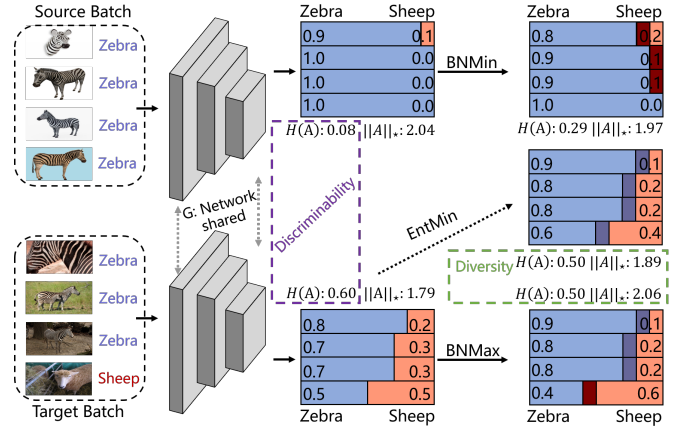 Source Batch
Zebra
Zebra
Zebra
Zebra
Zebra Sheep
0.9 0.1
1.0 0.0
1.0 0.0
1.0 0.0
H(A): 0.08 ||A||⋆: 2.04
BNMin
Zebra Sheep
0.8 0.2
0.9 0.1
0.9 0.1
1.0 0.0
H(A): 0.29 ||A||⋆: 1.97
G: Network
shared
Discriminability
EntMin
0.9 0.1
0.8 0.2
0.8 0.2
0.6 0.4
Diversity
H(A): 0.50 ||A||⋆: 1.89
H(A): 0.50 ||A||⋆: 2.06
Zebra
Zebra
Zebra
Sheep
Target Batch
H(A): 0.60 ||A||⋆: 1.79
0.8 0.2
0.7 0.3
0.7 0.3
0.5 0.5
Zebra Sheep
BNMax
0.9 0.1
0.8 0.2
0.8 0.2
0.4 0.6
Zebra Sheep